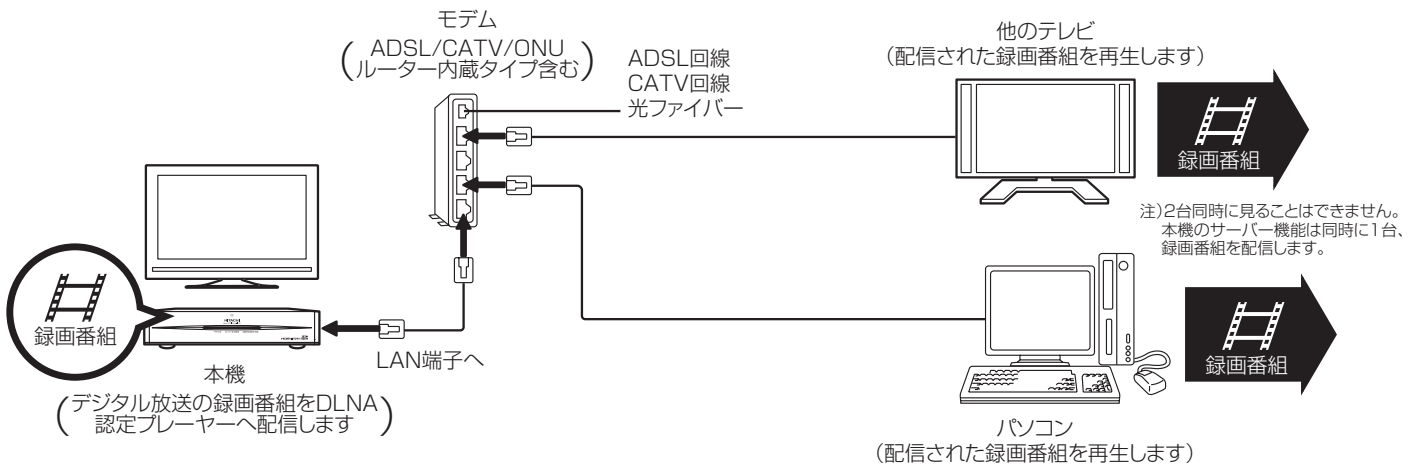 モデム
ADSL/CATV/ONU
(ルーター内蔵タイプ含む)
ADSL回線
CATV回線
光ファイバー
他のテレビ
(配信された録画番組を再生します)
録画番組
注)2台同時に見ることはできません。
本機のサーバー機能は同時に1台、
録画番組を配信します。
録画番組
LAN端子へ
本機
(デジタル放送の録画番組をDLNA
認定プレーヤーへ配信します)
録画番組
パソコン
(配信された録画番組を再生します)